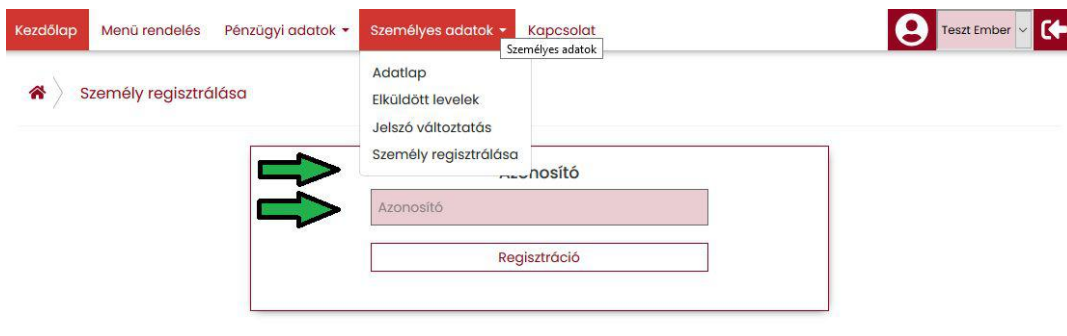 Kezdőlap Menü rendelés Pénzügyi adatok Személyes adatok Kapcsolat Teszt Ember
Személyes adatok
Adatlap
Személy regisztrálása
Elküldött levelek
Jelszó változtatás
Személy regisztrálása
Azonosító
Azonosító
Regisztráció